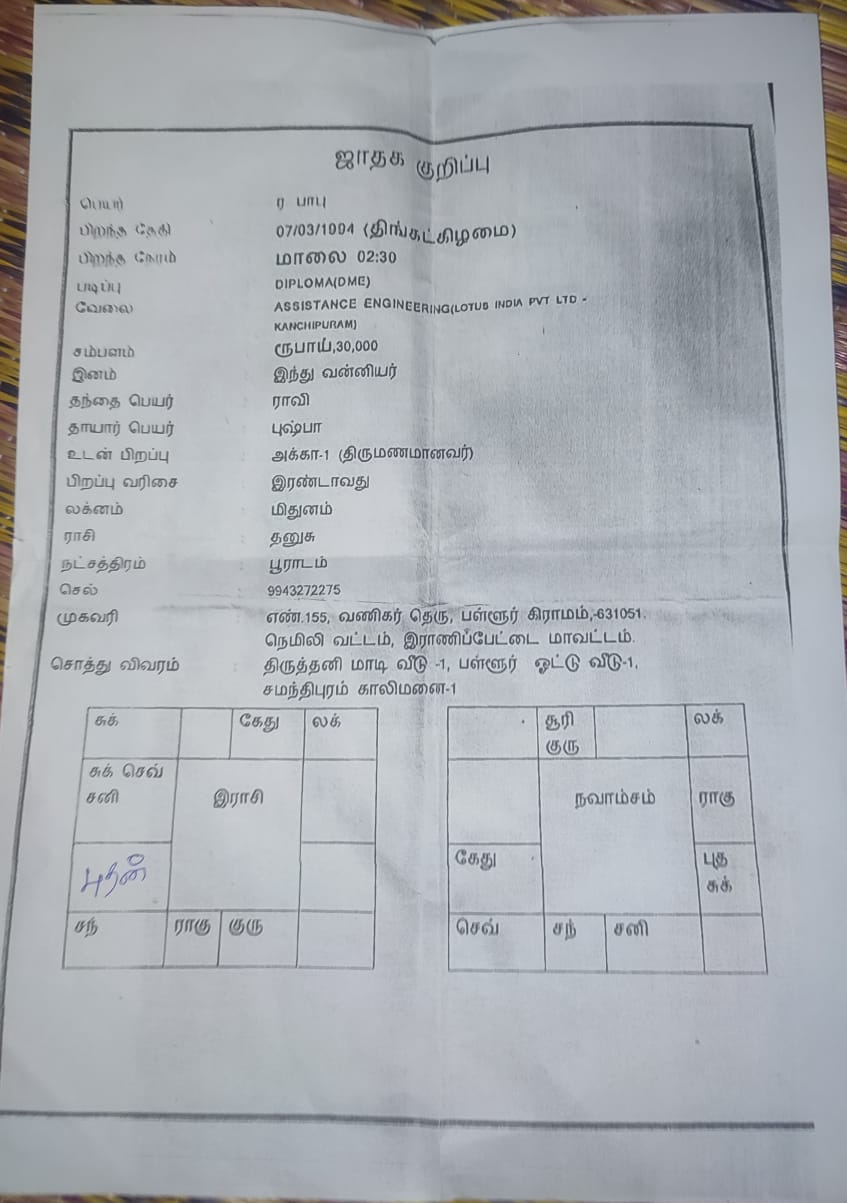 ஜாதக குறிப்பு
பெயர் ர பாபு
பிறந்த தேதி 07/03/1994 (திங்கட்கிழமை)
பிறந்த நேரம் மாலை 02:30
படிப்பு DIPLOMA(DME)
வேலை ASSISTANCE ENGINEERING(LOTUS INDIA PVT LTD -
KANCHIPURAM)
சம்பளம் ரூபாய்,30,000
இனம் இந்து வன்னியர்
தந்தை பெயர் ராவி
தாயார் பெயர் புஷ்பா
உடன் பிறப்பு : அக்கா-1 (திருமணமானவர்)
பிறப்பு வரிசை : இரண்டாவது
லக்னம் : மிதுனம்
ராசி : தனுசு
நட்சத்திரம் : பூராடம்
செல் : 9943272275
முகவரி : எண்.155, வணிகர் தெரு, பள்ளூர் கிராமம்,-631051.
நெமிலி வட்டம், இராணிப்பேட்டை மாவட்டம்.
சொத்து விவரம் : திருத்தனி மாடி வீடு -1, பள்ளூர் ஓட்டு வீடு-1,
சமந்திபுரம் காலிமனை-1
சுக் கேது லக்
சுக் செவ்
சனி இராசி
புதன்
சந் ராகு குரு
சூரி லக்
குரு
நவாம்சம் ராகு
கேது புத
சுக்
செவ் சந் சனி